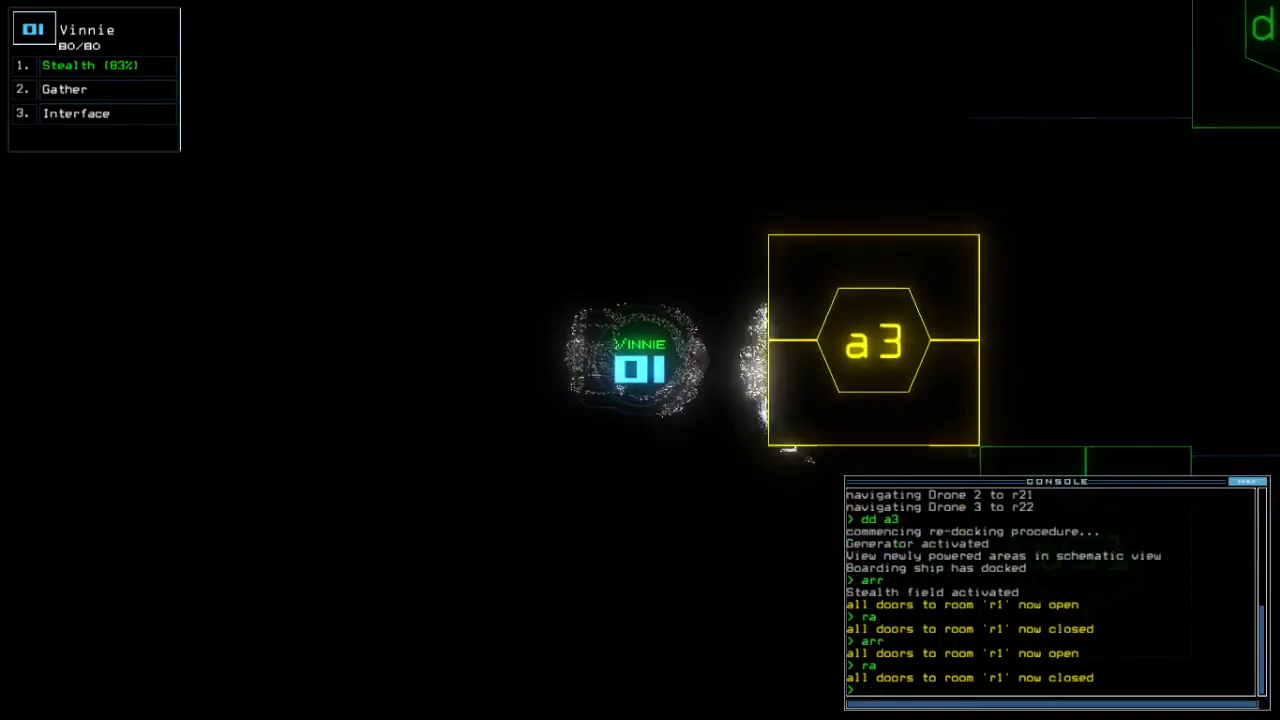 01 Vinnie
80/80
1. Stealth (83%)
2. Gather
3. Interface
d
a3
VINNIE
01
CONSOLE
navigating Drone 2 to r21
navigating Drone 3 to r22
> dd a3
commencing re-docking procedure...
Generator activated
View newly powered areas in schematic view
Boarding ship has docked
> arr
Stealth field activated
all doors to room 'r1' now open
> ra
all doors to room 'r1' now closed
> arr
all doors to room 'r1' now open
> ra
all doors to room 'r1' now closed
>